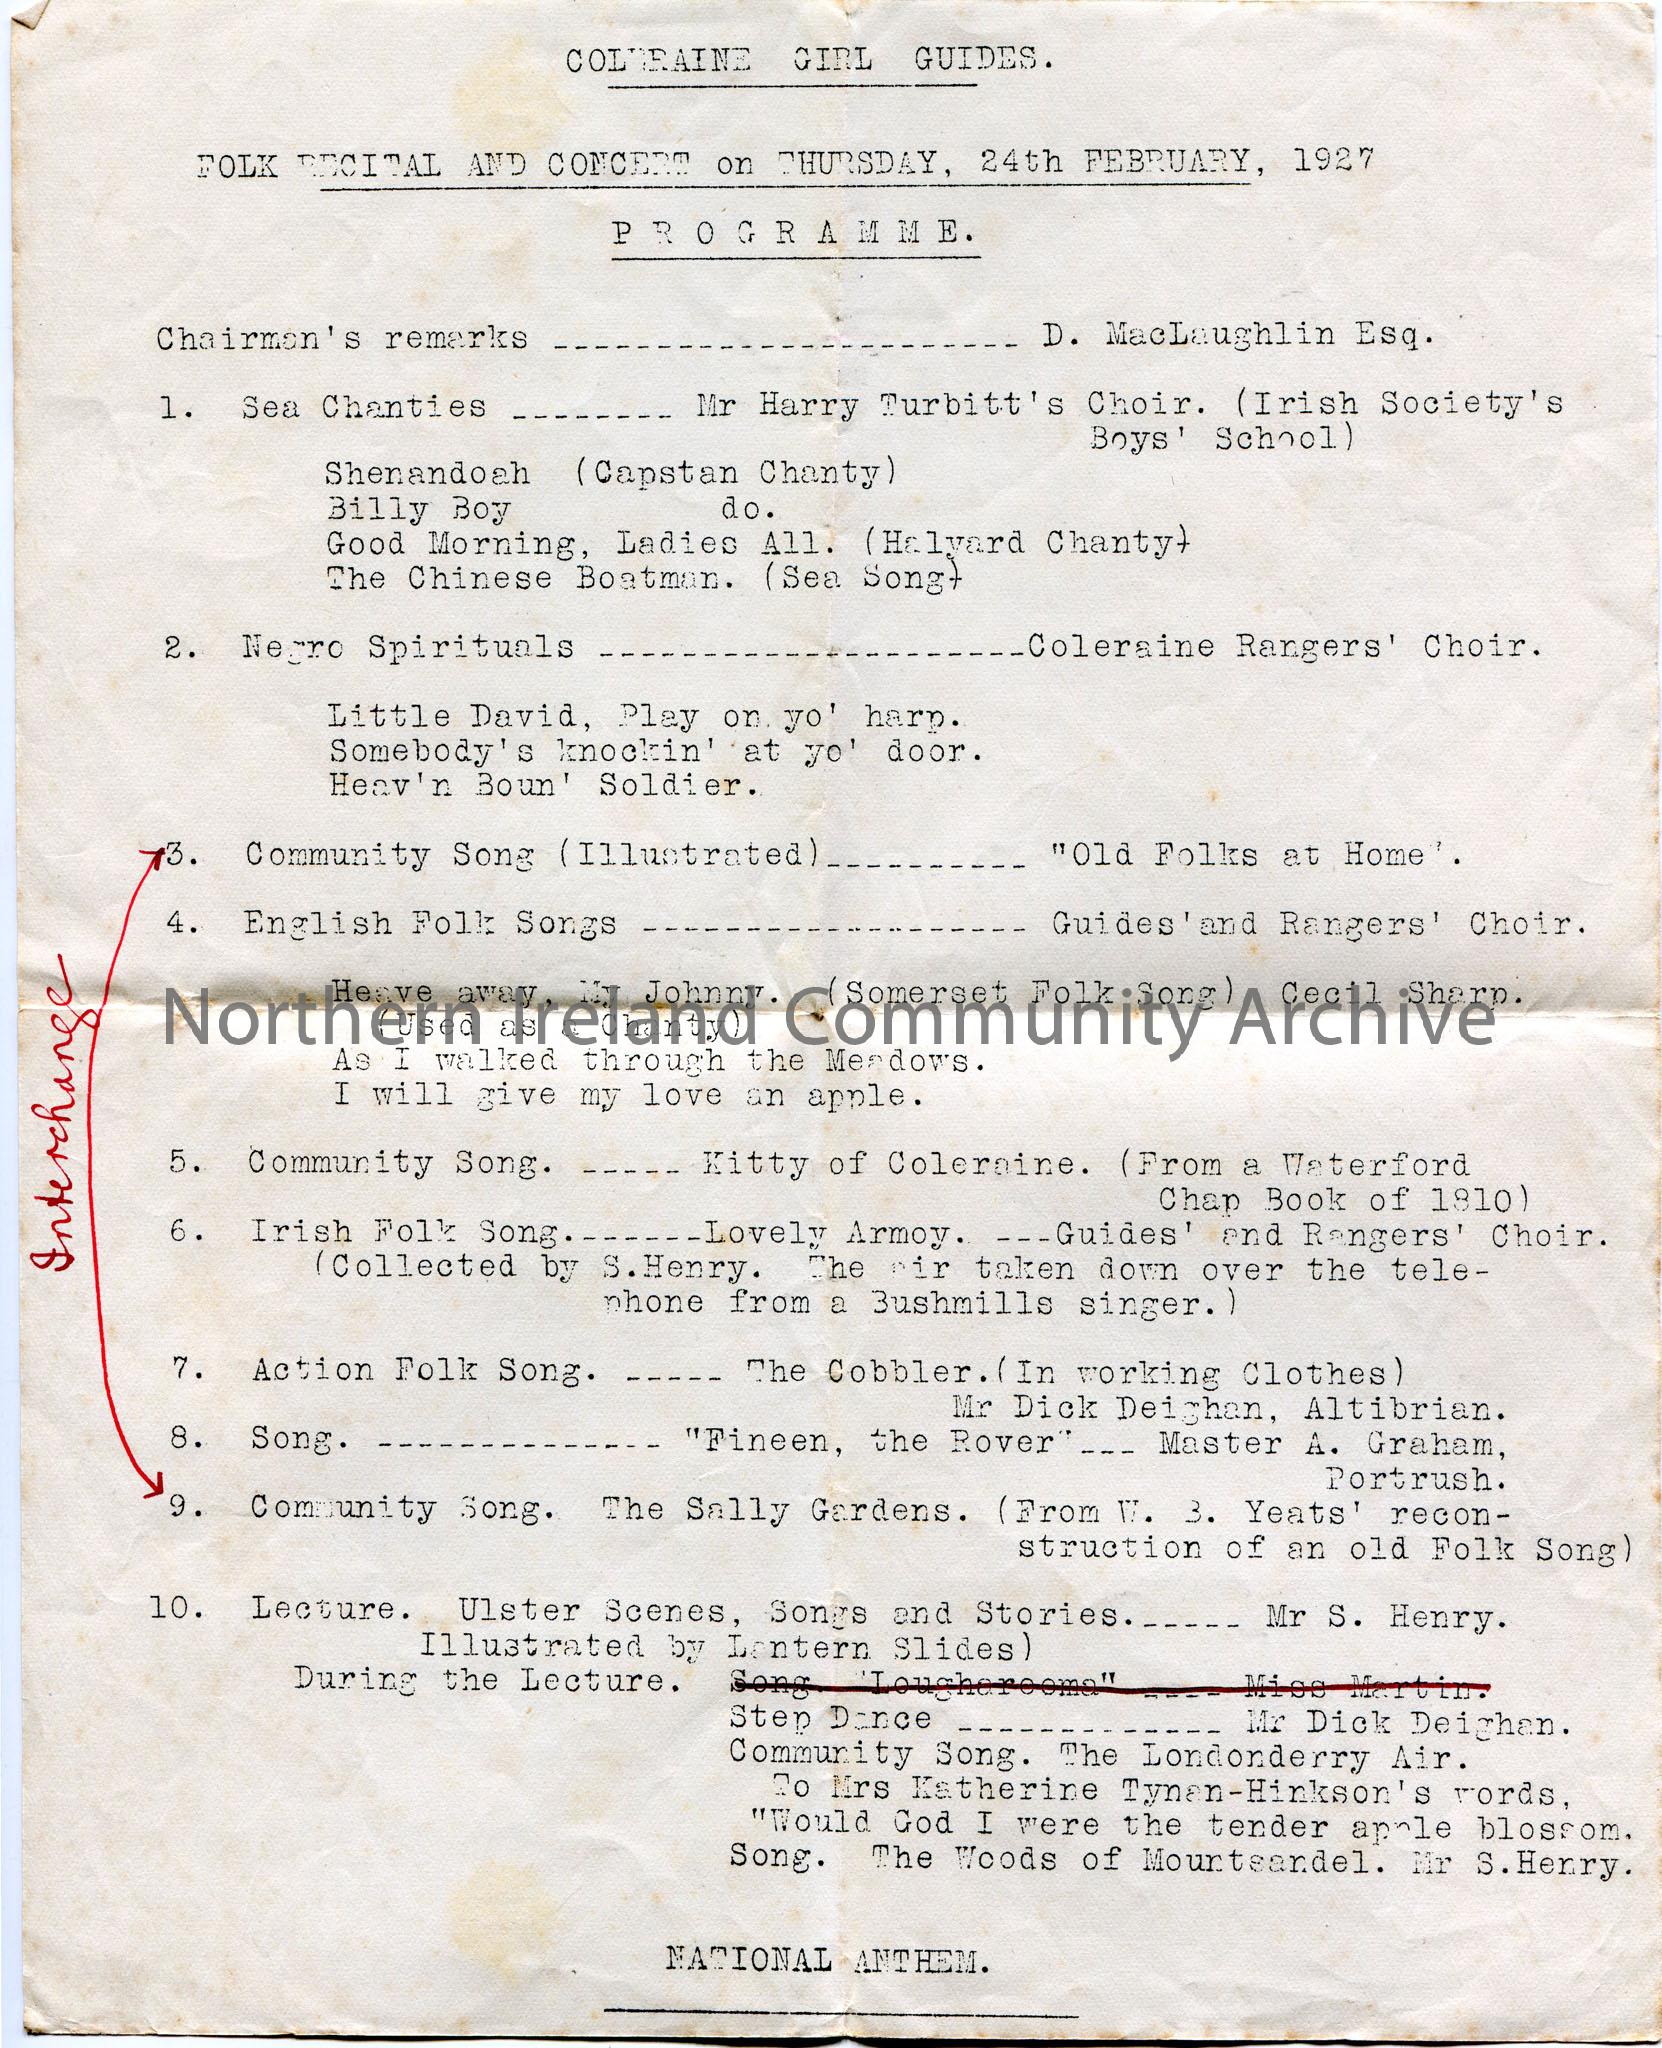 COLERAINE GIRL GUIDES.
FOLK RECITAL AND CONCERT on THURSDAY, 24th FEBRUARY, 1927
PROGRAMME.
Chairman's remarks ----------------------- D. MacLaughlin Esq.
1. Sea Chanties -------- Mr Harry Turbitt's Choir. (Irish Society's
Boys' School)
Shenandoah (Capstan Chanty)
Billy Boy do.
Good Morning, Ladies All. (Halyard Chanty)
The Chinese Boatman. (Sea Song)
2. Negro Spirituals ---------------------Coleraine Rangers' Choir.
Little David, Play on yo' harp.
Somebody's knockin' at yo' door.
Heav'n Boun' Soldier.
3. Community Song (Illustrated)---------- "Old Folks at Home".
4. English Folk Songs ------------------- Guides'and Rangers' Choir.
Heave away, My Johnny. (Somerset Folk Song) Cecil Sharp.
(Used as a Chanty)
Northern Ireland Community Archive
As I walked through the Meadows.
I will give my love an apple.
Interchange
5. Community Song. ----- Kitty of Coleraine. (From a Waterford
Chap Book of 1810)
6. Irish Folk Song.------Lovely Armoy. ---Guides' and Rangers' Choir.
(Collected by S.Henry. The air taken down over the tele-
phone from a Bushmills singer.)
7. Action Folk Song. ----- The Cobbler.(In working Clothes)
Mr Dick Deighan, Altibrian.
8. Song. -------------- "Fineen, the Rover"--- Master A. Graham,
Portrush.
9. Community Song. The Sally Gardens. (From W. B. Yeats' recon-
struction of an old Folk Song)
10. Lecture. Ulster Scenes, Songs and Stories.----- Mr S. Henry.
Illustrated by Lantern Slides)
During the Lecture. Song. "Loughareema" ---- Miss Martin.
Step Dance ------------- Mr Dick Deighan.
Community Song. The Londonderry Air.
To Mrs Katherine Tynan-Hinkson's words,
"Would God I were the tender apple blossom.
Song. The Woods of Mountsandel. Mr S.Henry.
NATIONAL ANTHEM.